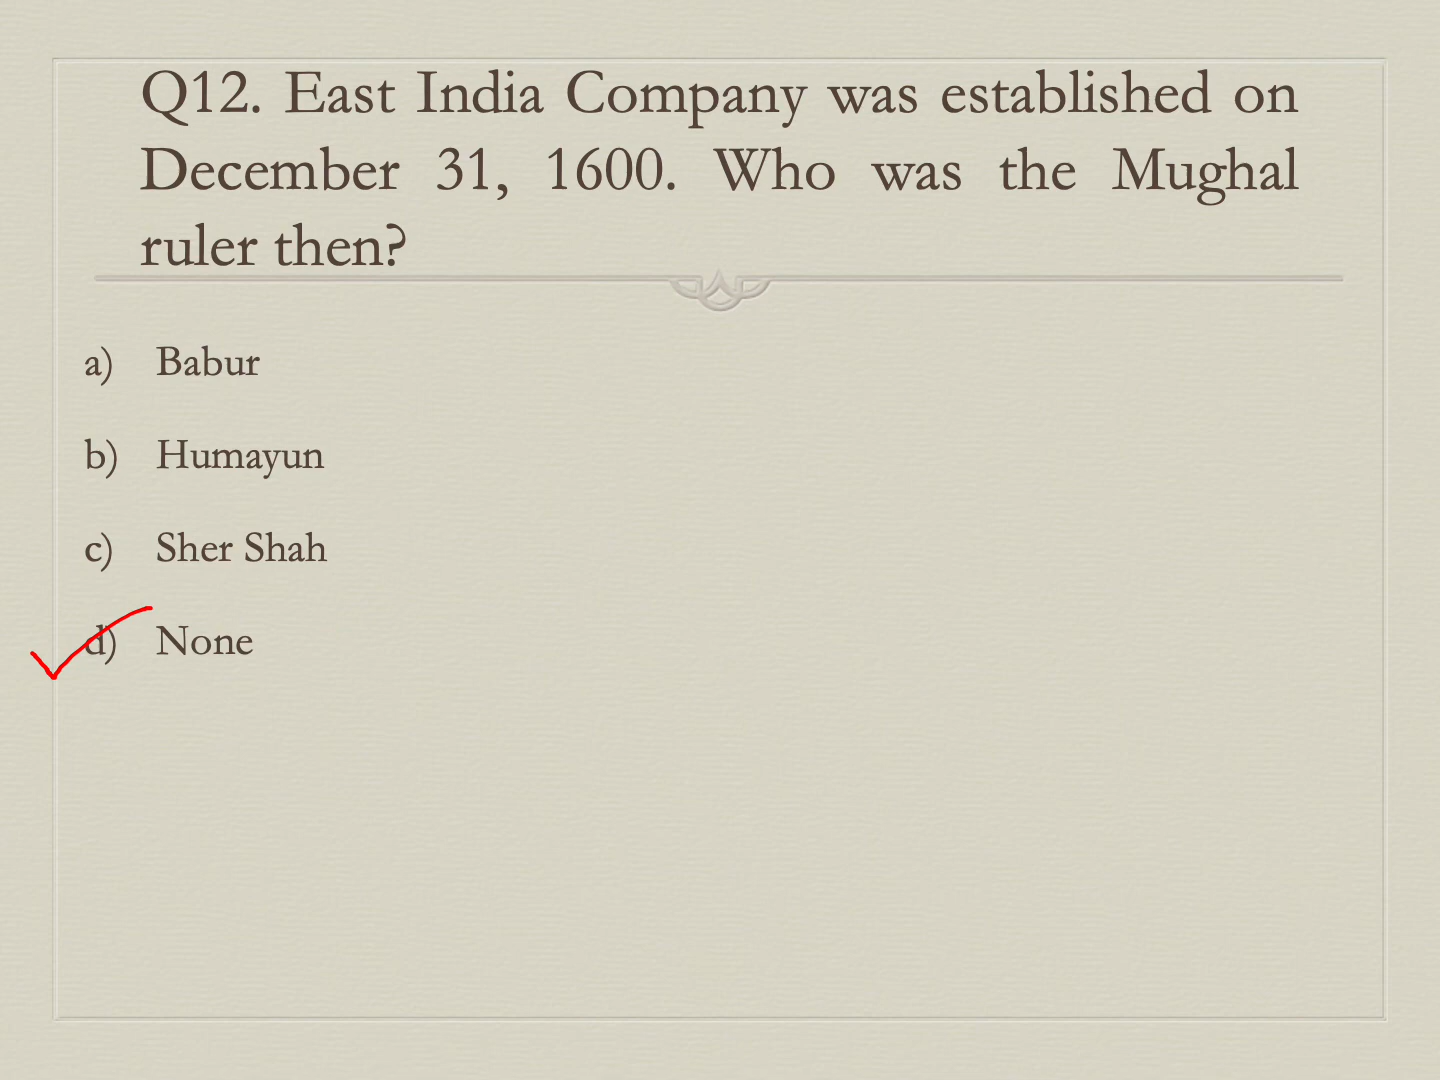 Q12. East India Company was established on
December 31, 1600. Who was the Mughal
ruler then?
a) Babur
b) Humayun
c) Sher Shah
d) None